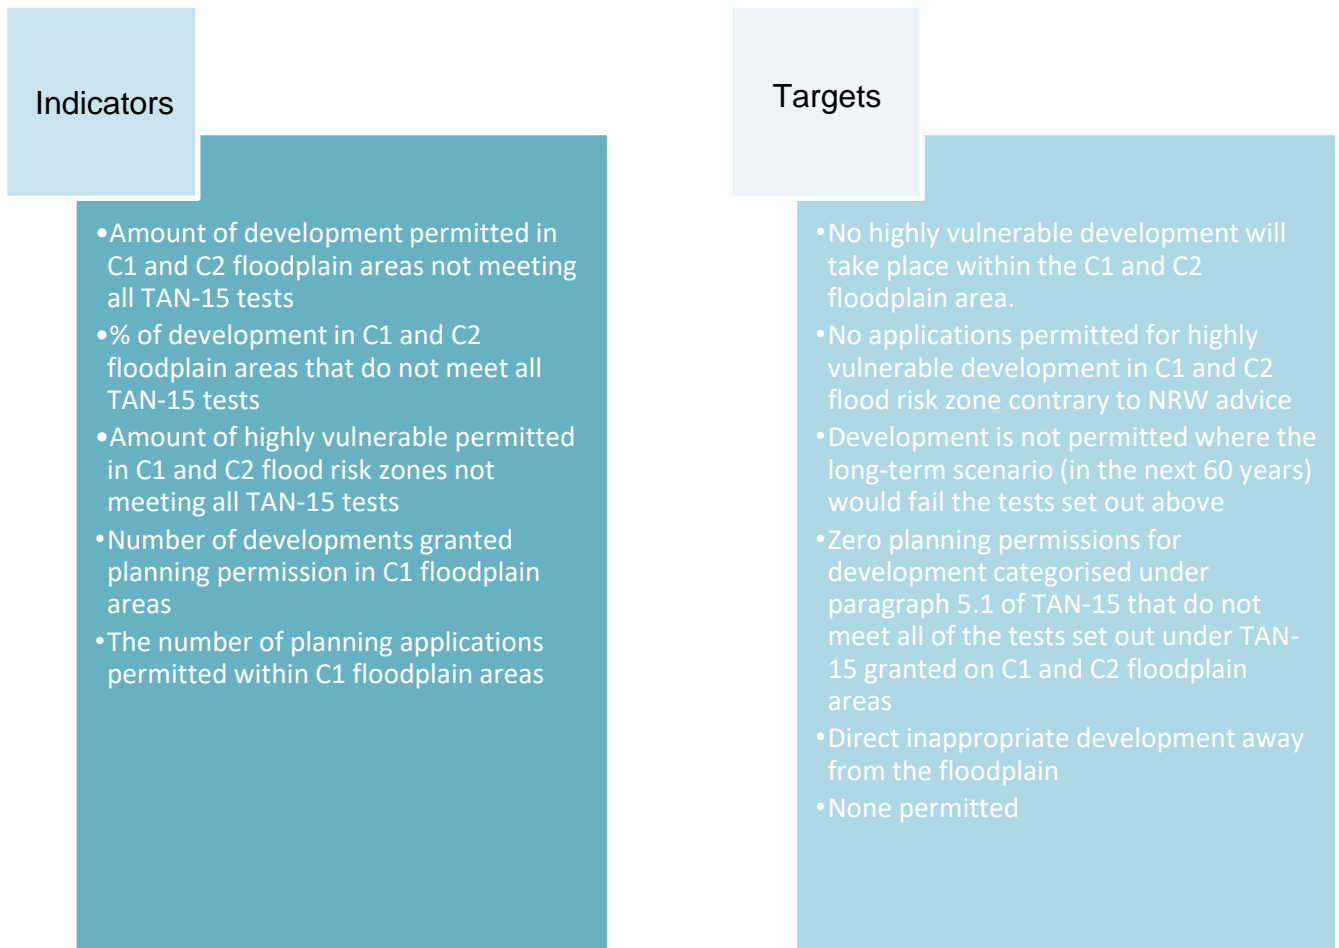 Indicators
•Amount of development permitted in
C1 and C2 floodplain areas not meeting
all TAN-15 tests
•% of development in C1 and C2
floodplain areas that do not meet all
TAN-15 tests
•Amount of highly vulnerable permitted
in C1 and C2 flood risk zones not
meeting all TAN-15 tests
•Number of developments granted
planning permission in C1 floodplain
areas
•The number of planning applications
permitted within C1 floodplain areas
Targets
•No highly vulnerable development will
take place within the C1 and C2
floodplain area.
•No applications permitted for highly
vulnerable development in C1 and C2
flood risk zone contrary to NRW advice
•Development is not permitted where the
long-term scenario (in the next 60 years)
would fail the tests set out above
•Zero planning permissions for
development categorised under
paragraph 5.1 of TAN-15 that do not
meet all of the tests set out under TAN-
15 granted on C1 and C2 floodplain
areas
•Direct inappropriate development away
from the floodplain
•None permitted